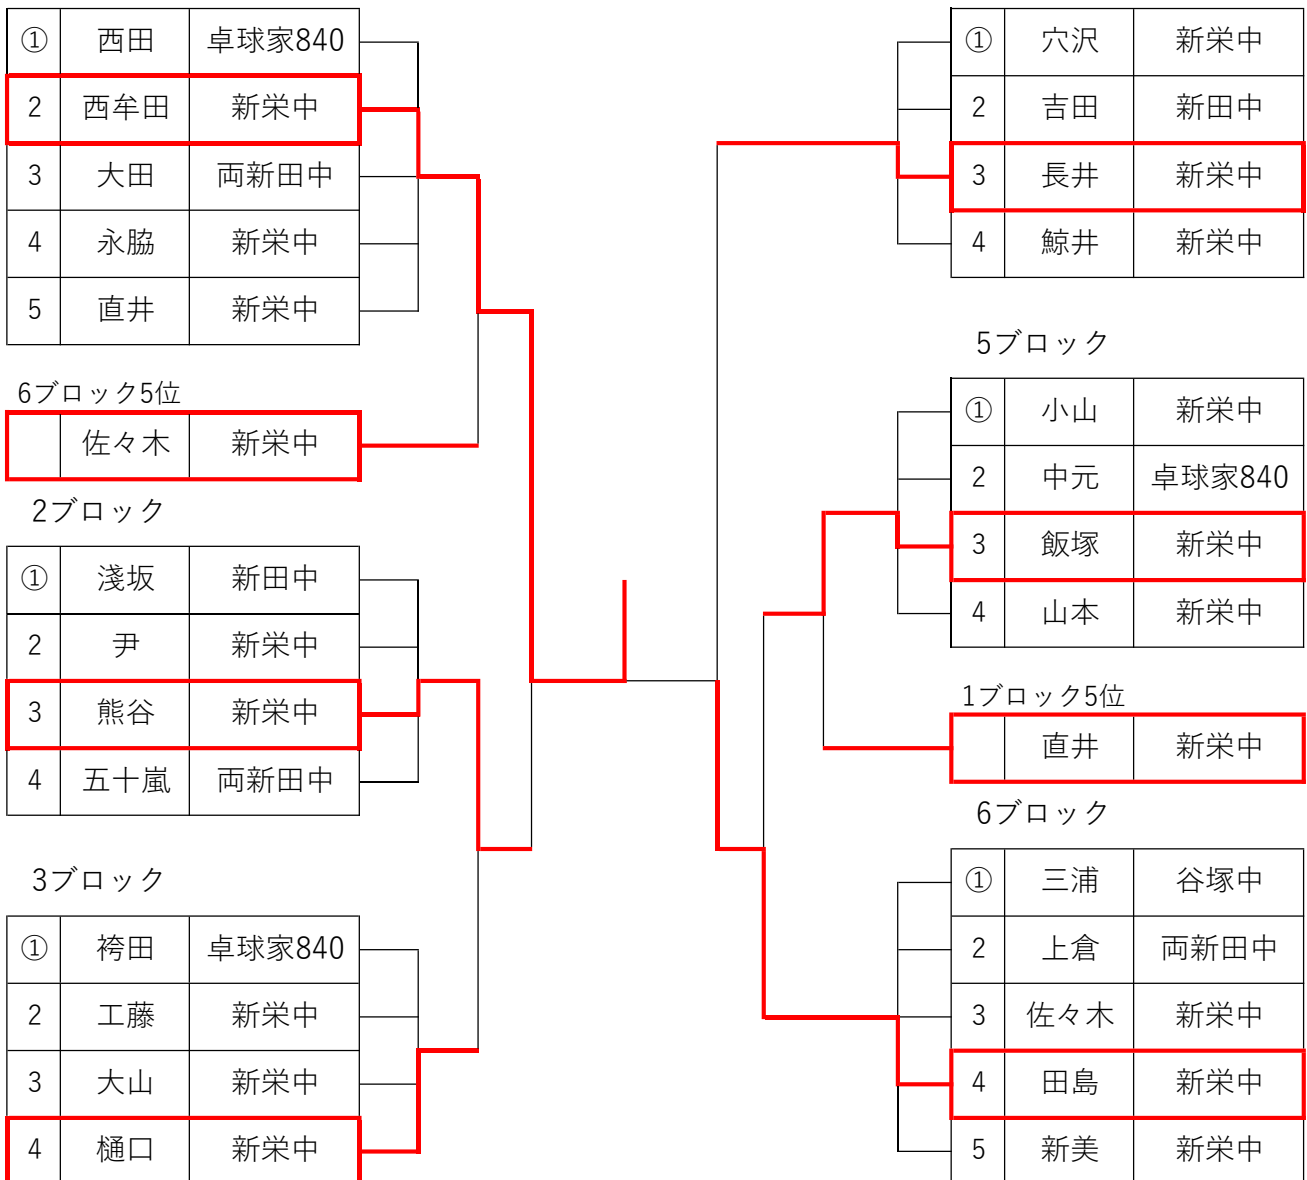 ① 西田 卓球家840
2 西牟田 新栄中
3 大田 両新田中
4 永脇 新栄中
5 直井 新栄中
6ブロック5位
佐々木 新栄中
2ブロック
① 淺坂 新田中
2 尹 新栄中
3 熊谷 新栄中
4 五十嵐 両新田中
3ブロック
① 袴田 卓球家840
2 工藤 新栄中
3 大山 新栄中
4 樋口 新栄中
① 穴沢 新栄中
2 吉田 新田中
3 長井 新栄中
4 鯨井 新栄中
5ブロック
① 小山 新栄中
2 中元 卓球家840
3 飯塚 新栄中
4 山本 新栄中
1ブロック5位
直井 新栄中
6ブロック
① 三浦 谷塚中
2 上倉 両新田中
3 佐々木 新栄中
4 田島 新栄中
5 新美 新栄中